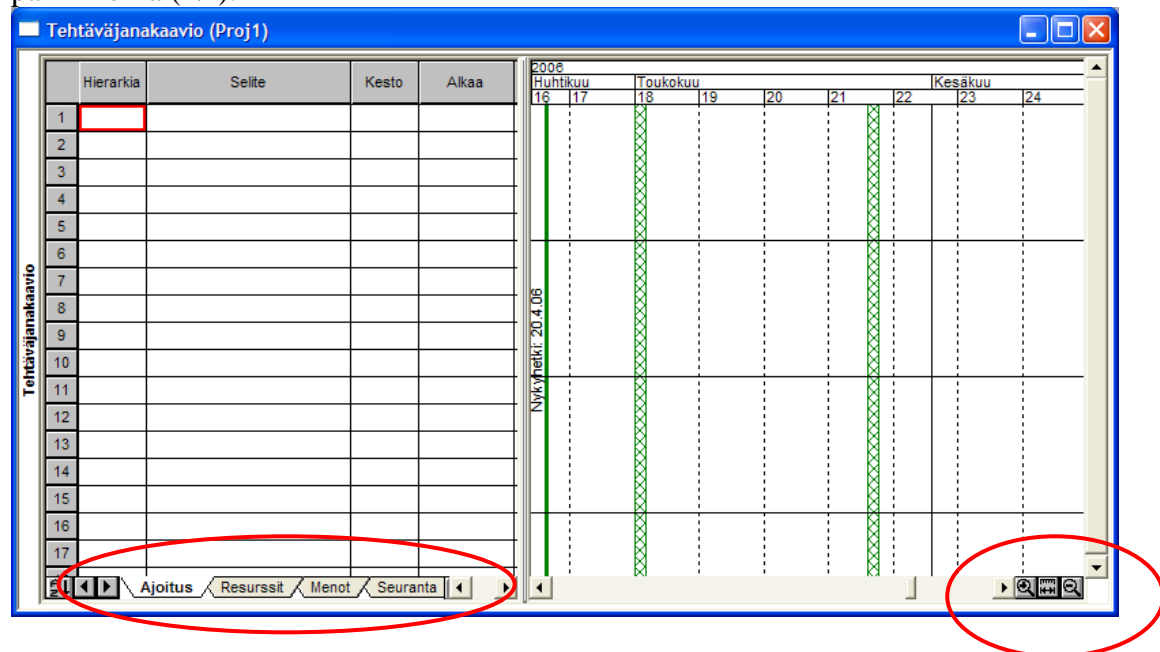 Tehtäväjanakaavio (Proj1)
Tehtäväjanakaavio
Hierarkia Selite Kesto Alkaa
1
2
3
4
5
6
7
8
9
10
11
12
13
14
15
16
17
2006
Huhtikuu Toukokuu Kesäkuu
16 17 18 19 20 21 22 23 24
Nykyhetki: 20.4.06
Ajoitus Resurssit Menot Seuranta